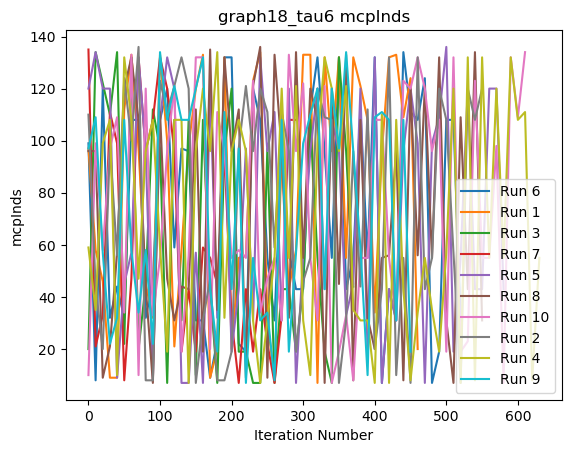 graph18_tau6 mcpInds
mcpInds
140
120
100
80
60
40
20
0
100
200
300
400
500
600
Iteration Number
Run 6
Run 1
Run 3
Run 7
Run 5
Run 8
Run 10
Run 2
Run 4
Run 9